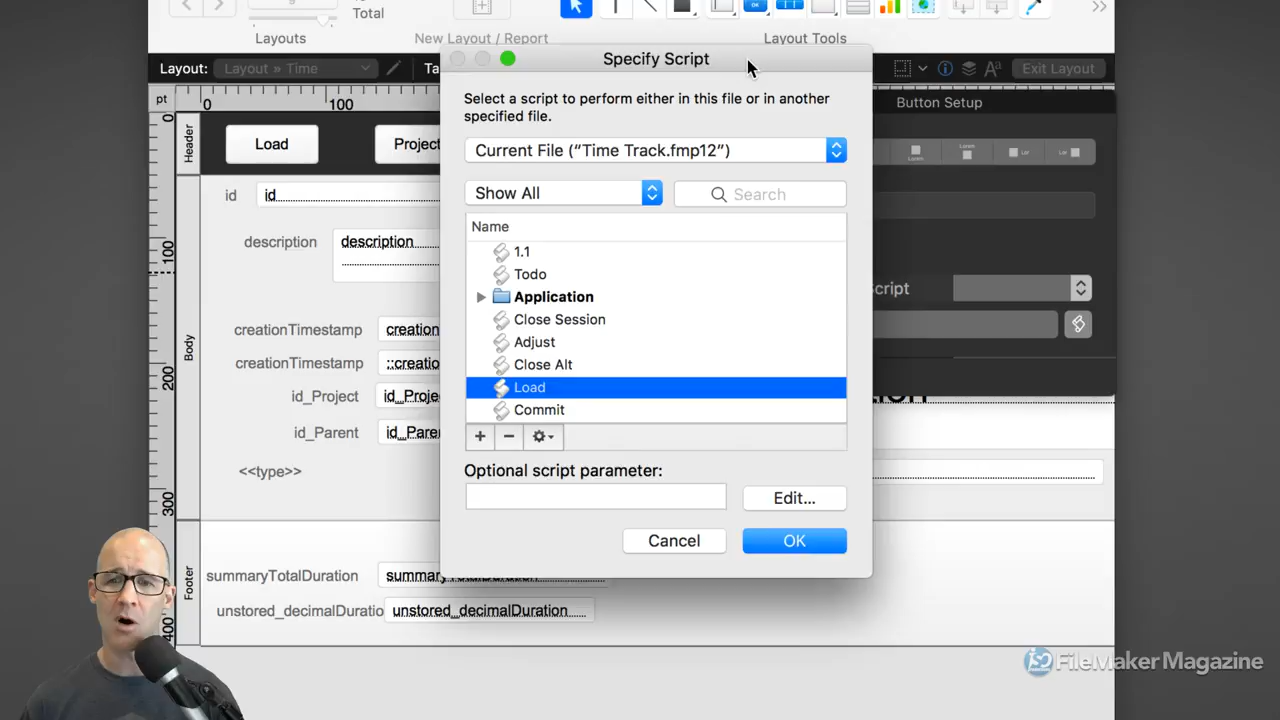 Total
Layouts
New Layout / Report
Layout Tools
Layout:
Layout » Time
Ta
Specify Script
Exit Layout
Select a script to perform either in this file or in another
specified file.
pt
0
100
Button Setup
Header
Load
Project
Current File (“Time Track.fmp12”)
Show All
Search
Name
1.1
Todo
Application
Close Session
Adjust
Close Alt
Load
Commit
Optional script parameter:
Edit...
Cancel
OK
cript
0
100
200
300
400
Body
id
id
description
description
creationTimestamp
creation
creationTimestamp
::creatio
id_Project
id_Proje
id_Parent
id_Pare
<<type>>
Footer
summaryTotalDuration
unstored_decimalDuratio
unstored_decimalDuration
FileMaker Magazine